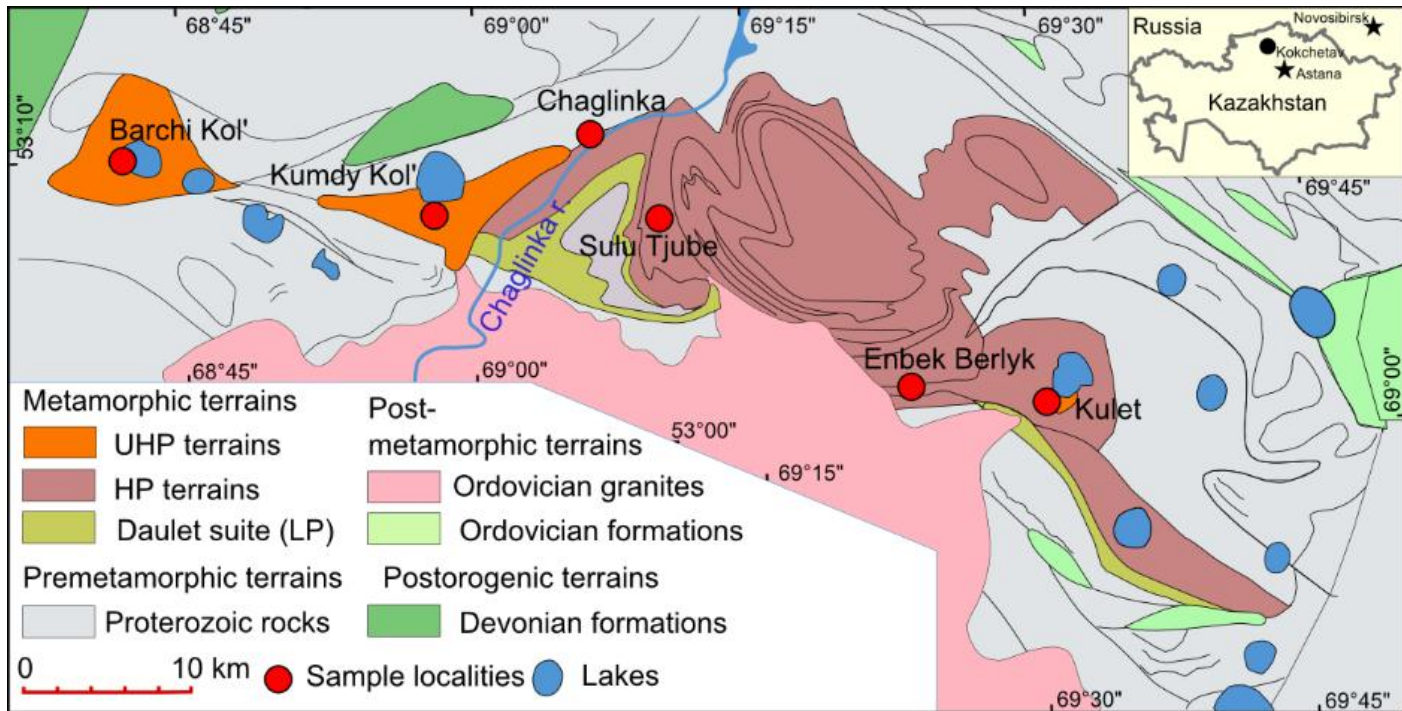 68°45"
69°00"
69°15"
69°30"
Russia
Novosibirsk
Kokchetav
Astana
Kazakhstan
53°10"
Barchi Kol'
Kumdy Kol'
Chaglinka
Sulu Tjube
Chaglinka r.
69°45"
Enbek Berlyk
Kulet
69°00"
68°45"
69°00"
53°00"
69°15"
69°30"
69°45"
Metamorphic terrains
UHP terrains
HP terrains
Daulet suite (LP)
Premetamorphic terrains
Proterozoic rocks
Post-
metamorphic terrains
Ordovician granites
Ordovician formations
Postorogenic terrains
Devonian formations
0 10 km
Sample localities
Lakes